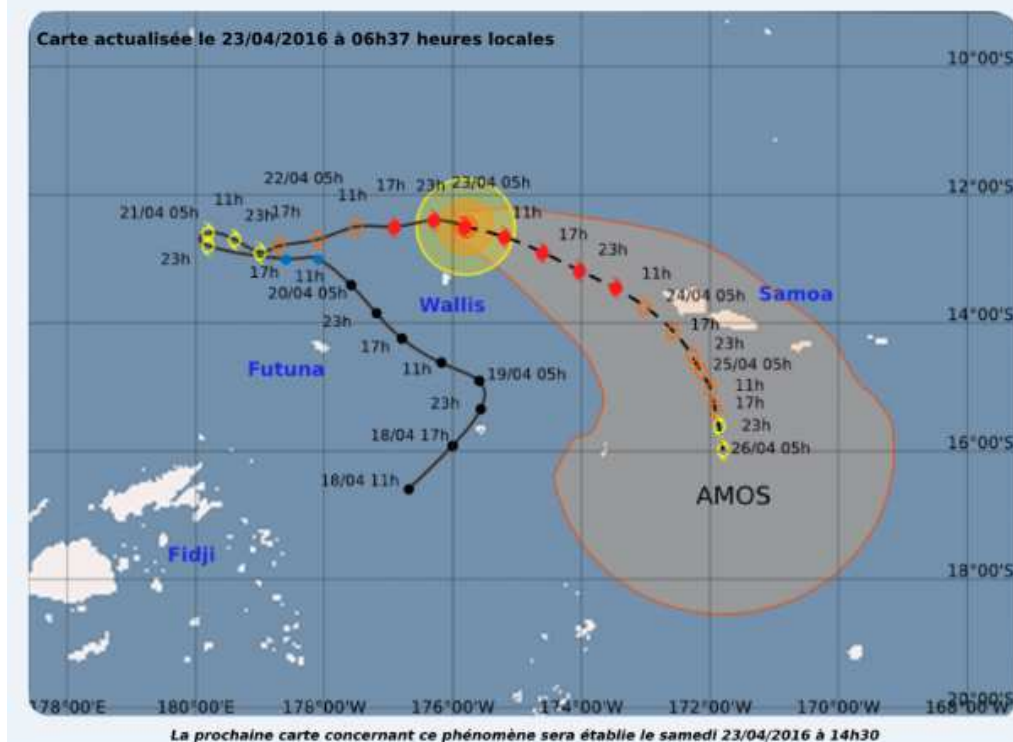 Carte actualisée le 23/04/2016 à 06h37 heures locales
10°00'S
22/04 05h
17h
23h
23/04 05h
12°00'S
11h
11h
21/04 05h
23h
17h
11h
17h
23h
17h
11h
23h
11h
20/04 05h
24/04 05h
Samoa
Wallis
23h
17h
14°00'S
17h
23h
Futuna
11h
19/04 05h
25/04 05h
11h
23h
17h
23h
18/04 17h
26/04 05h
16°00'S
18/04 11h
AMOS
Fidji
18°00'S
20°00'S
178°00'E
180°00'W
176°00'W
174°00'W
172°00'W
170°00'W
168°00'W
La prochaine carte concernant ce phénomène sera établie le samedi 23/04/2016 à 14h30